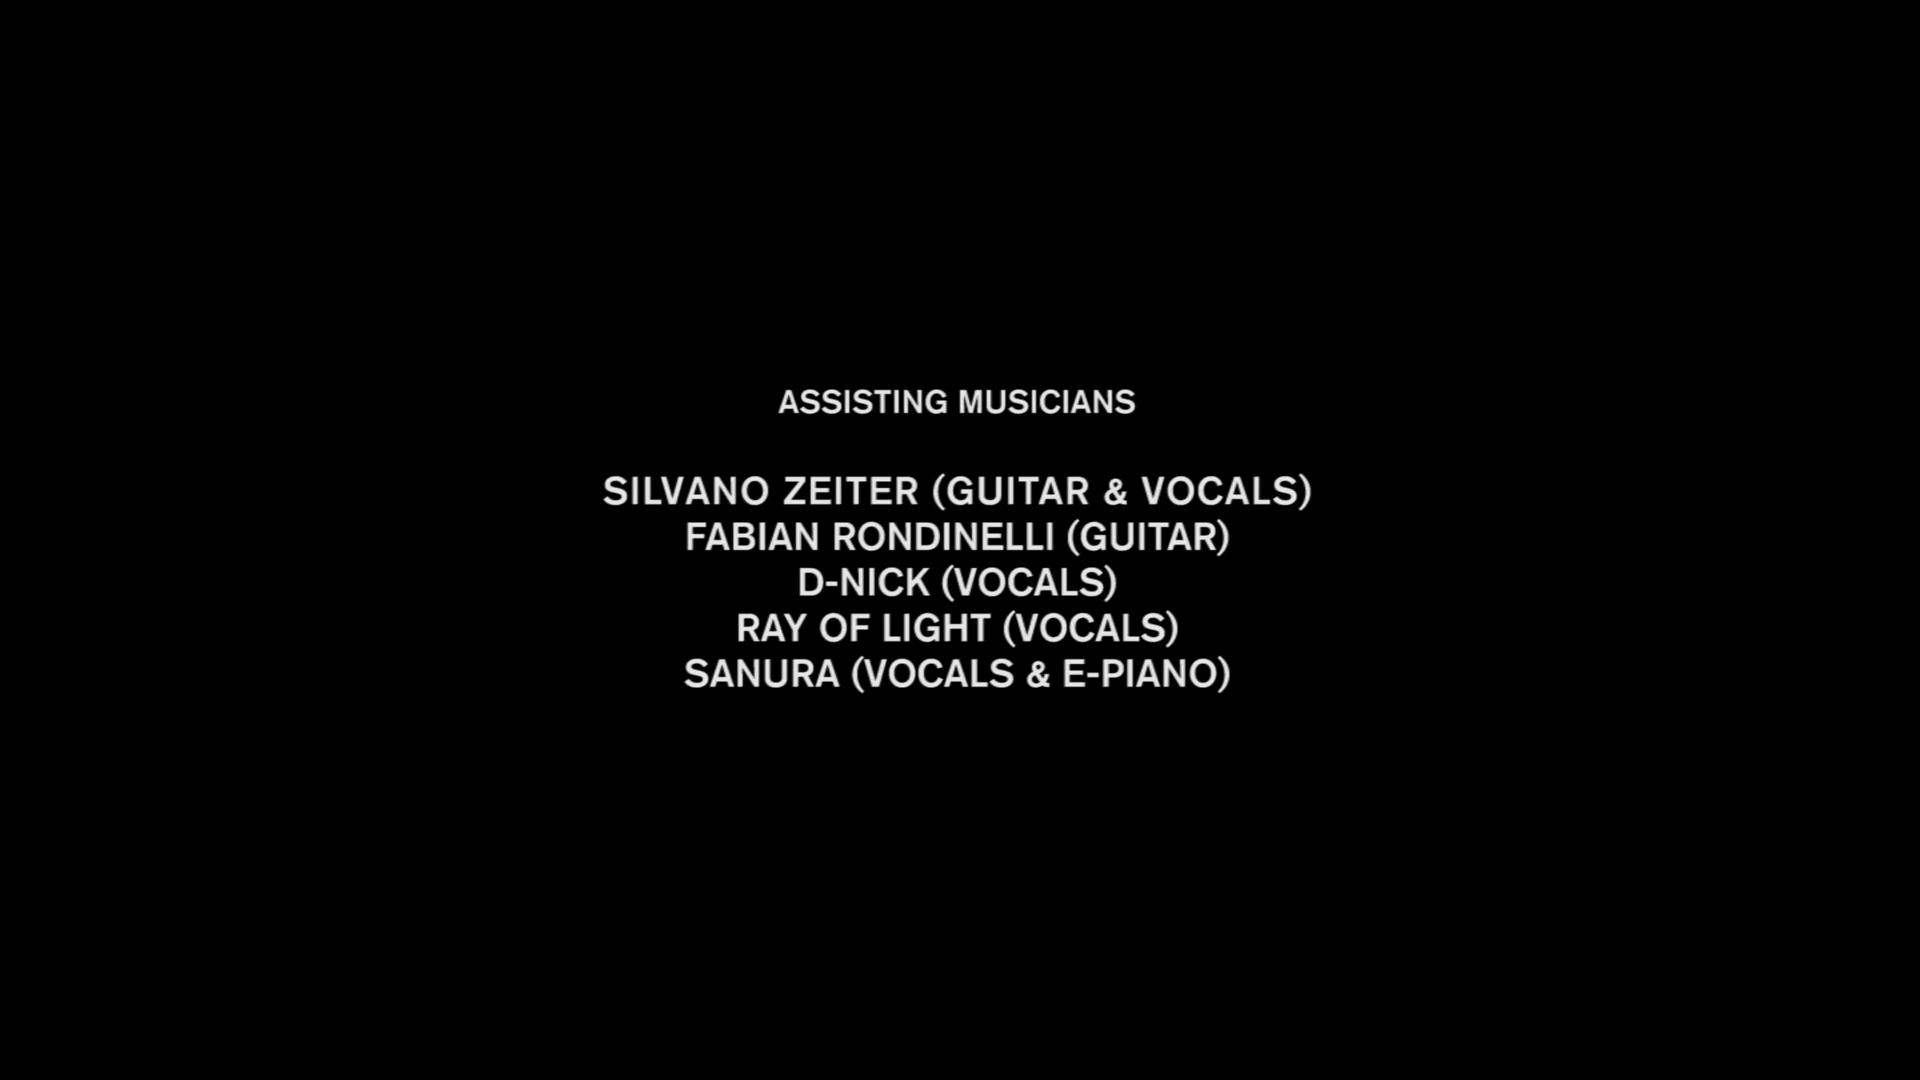 ASSISTING MUSICIANS
SILVANO ZEITER (GUITAR & VOCALS)
FABIAN RONDINELLI (GUITAR)
D-NICK (VOCALS)
RAY OF LIGHT (VOCALS)
SANURA (VOCALS & E-PIANO)